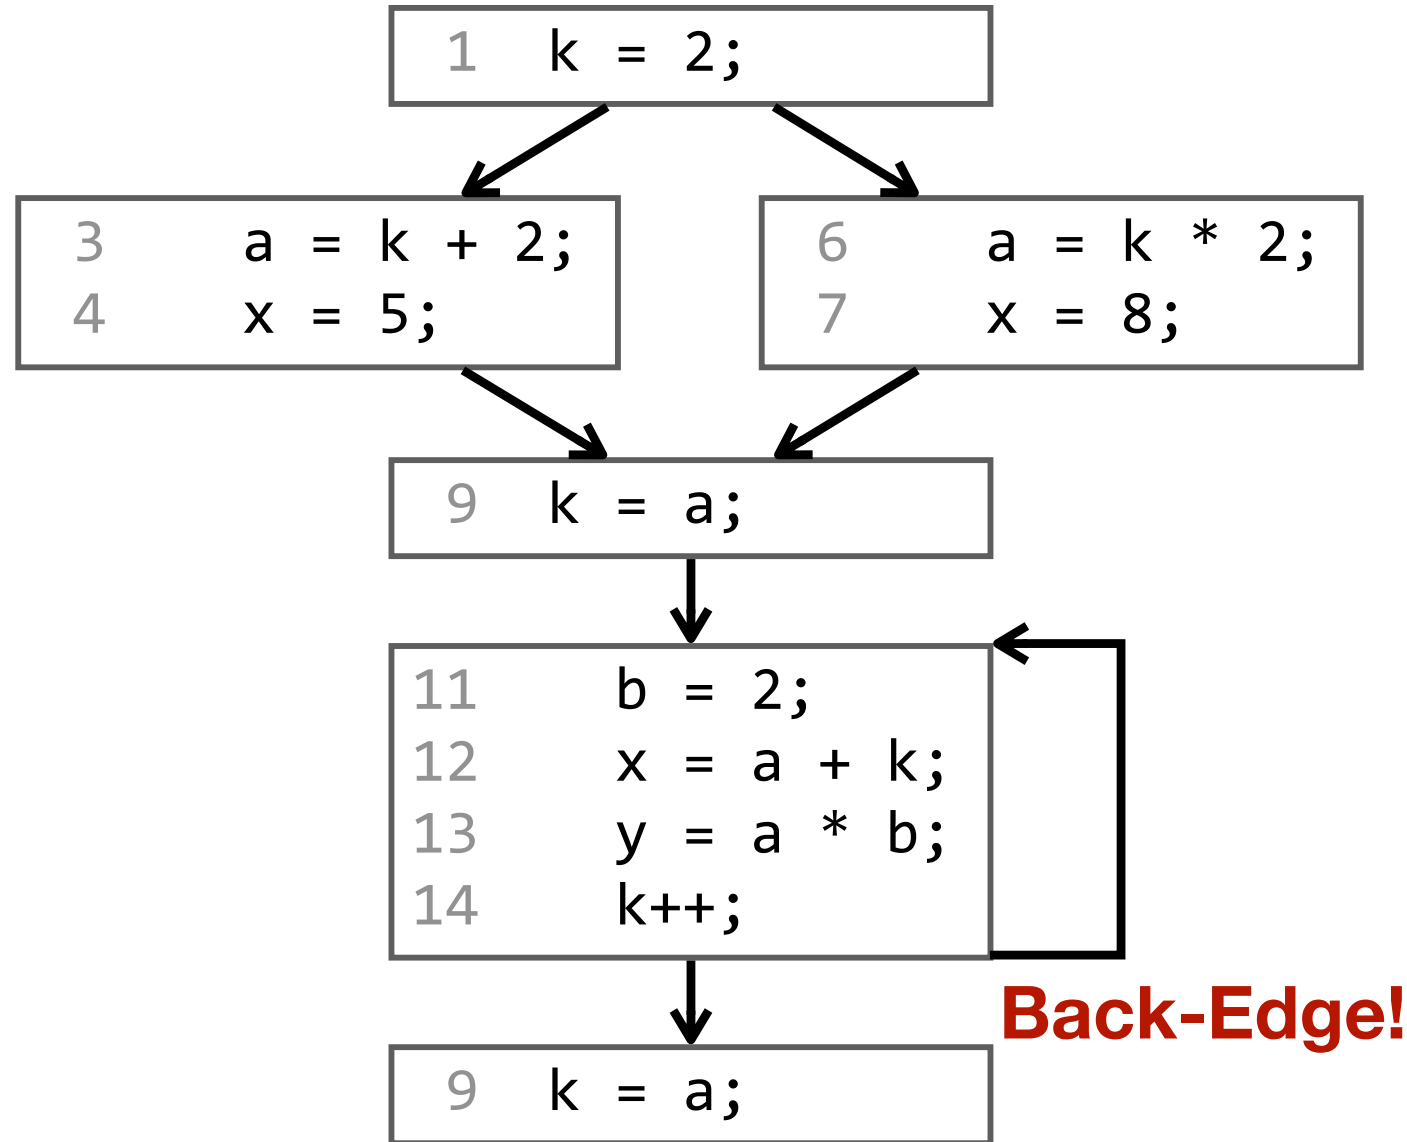 1 k = 2;
3 a = k + 2;
4 x = 5;
6 a = k * 2;
7 x = 8;
9 k = a;
11 b = 2;
12 x = a + k;
13 y = a * b;
14 k++;
Back-Edge!
9 k = a;